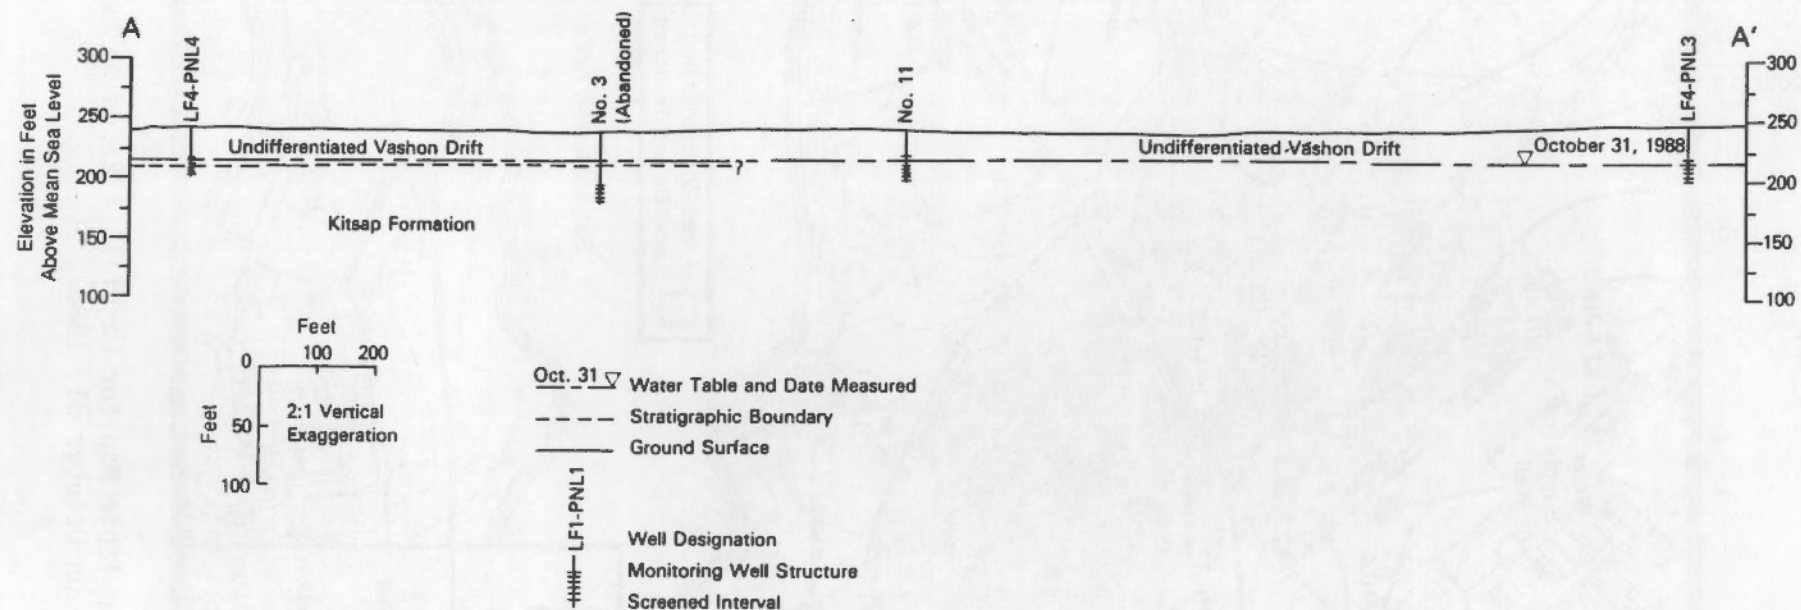 A
A'
LF4-PNL4
No. 3
(Abandoned)
No. 11
LF4-PNL3
Elevation in Feet
Above Mean Sea Level
300
250
200
150
100
300
250
200
150
100
Undifferentiated Vashon Drift
Undifferentiated Vashon Drift
October 31, 1988
?
Kitsap Formation
Feet
0 100 200
Feet
50
100
2:1 Vertical
Exaggeration
Oct. 31 Water Table and Date Measured
Stratigraphic Boundary
Ground Surface
LF1-PNL1
Well Designation
Monitoring Well Structure
Screened Interval